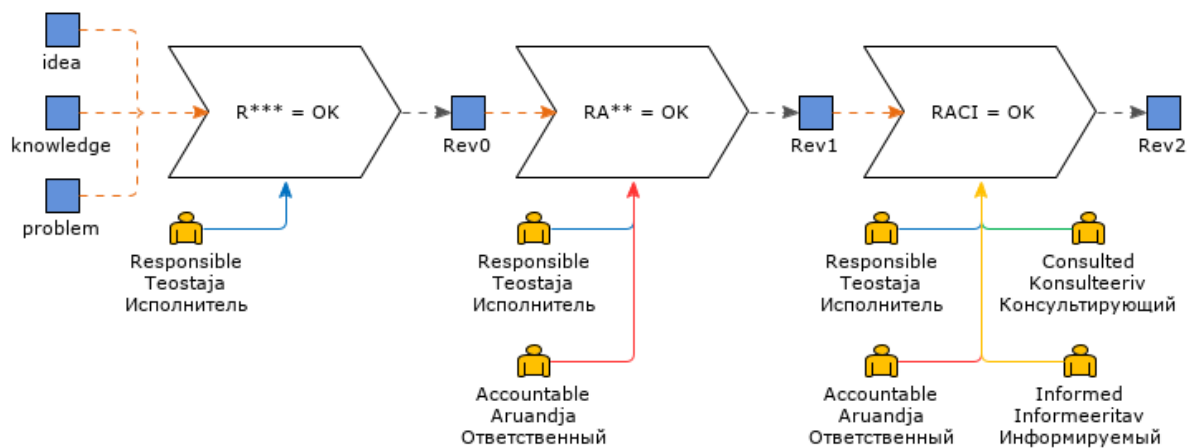 idea
knowledge
problem
R*** = OK
Rev0
RA** = OK
Rev1
RACI = OK
Rev2
Responsible
Teostaja
Исполнитель
Responsible
Teostaja
Исполнитель
Accountable
Aruandja
Ответственный
Responsible
Teostaja
Исполнитель
Consulted
Konsulteeriv
Консультирующий
Accountable
Aruandja
Ответственный
Informed
Informeeritav
Информируемый